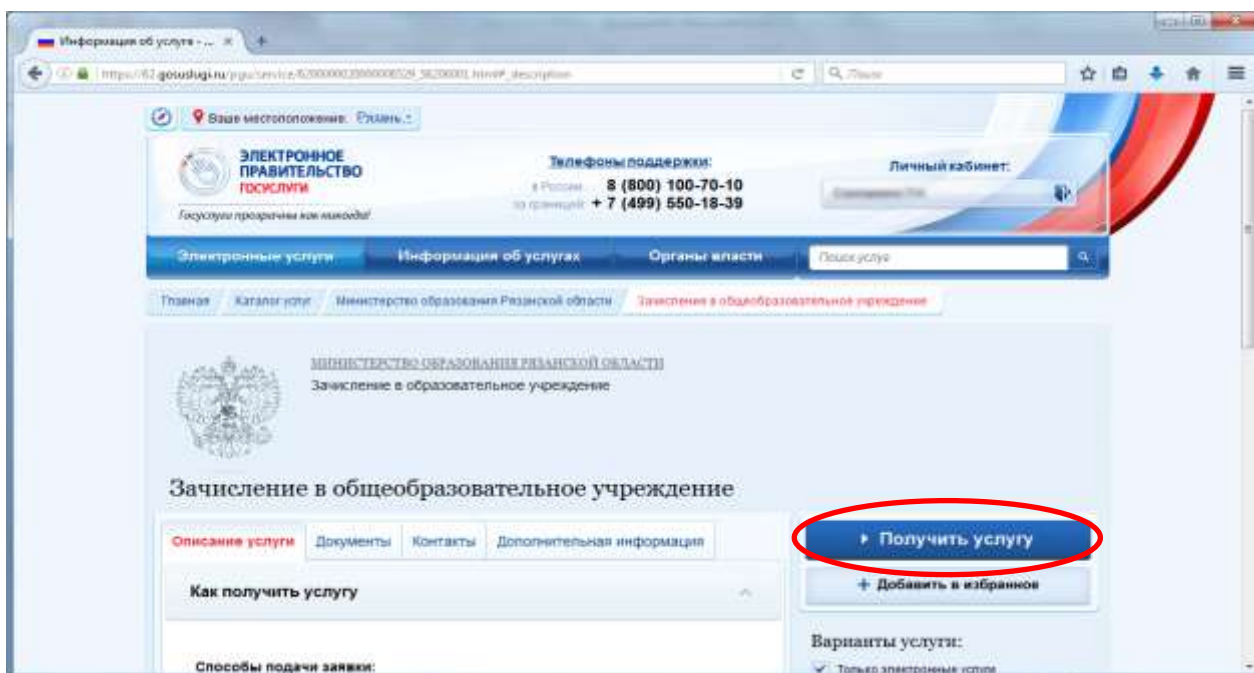 Информация об услуге - ...
Ваше местоположение: Рязань
ЭЛЕКТРОННОЕ
ПРАВИТЕЛЬСТВО
ГОСУСЛУГИ
Госуслуги прозрачны как никогда!
Телефоны поддержки:
в России 8 (800) 100-70-10
за границей + 7 (499) 550-18-39
Личный кабинет:
Электронные услуги Информация об услугах Органы власти Поиск услуг
Главная Каталог услуг Министерство образования Рязанской области Зачисление в общеобразовательное учреждение
МИНИСТЕРСТВО ОБРАЗОВАНИЯ РЯЗАНСКОЙ ОБЛАСТИ
Зачисление в образовательное учреждение
Зачисление в общеобразовательное учреждение
Описание услуги Документы Контакты Дополнительная информация
Получить услугу
+ Добавить в избранное
Как получить услугу
Варианты услуги:
Способы подачи заявки:
Только электронные услуги